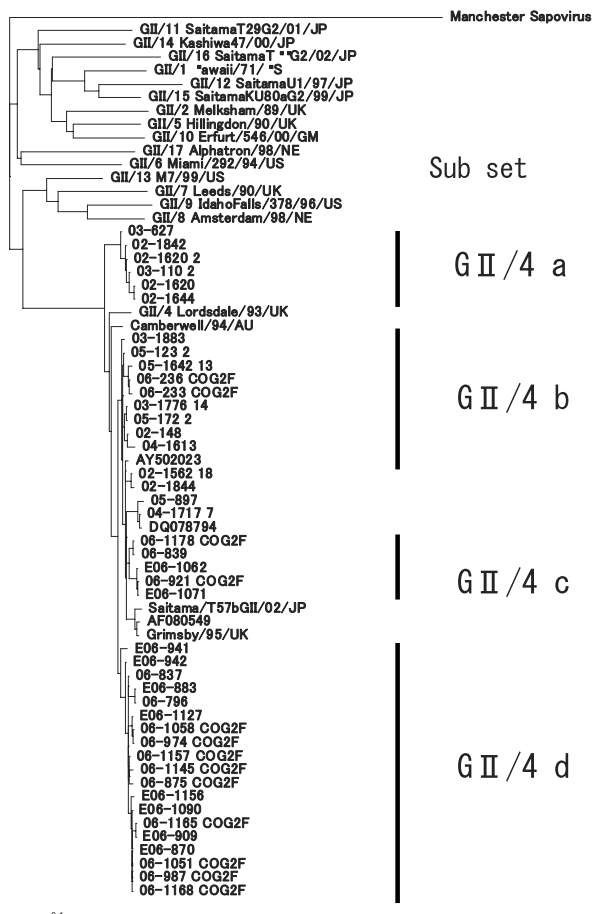 Manchester Sapovirus
GII/11 SaitamaT29G2/01/JP
GII/14 Kashiwa47/00/JP
GII/16 SaitamaT G2/02/JP
GII/1 awaii/71/ S
GII/12 SaitamaU1/97/JP
GII/15 SaitamaKU80aG2/99/JP
GII/2 Melksham/89/UK
GII/5 Hillingdon/90/UK
GII/10 Erfurt/546/00/GM
GII/17 Alphatron/98/NE
GII/6 Miami/292/94/US
Sub set
GII/13 M7/99/US
GII/7 Leeds/90/UK
GII/9 IdahoFalls/378/96/US
GII/8 Amsterdam/98/NE
03-627
02-1842
02-1620 2
03-110 2
02-1620
02-1644
GⅡ/4 a
GII/4 Lordsdale/93/UK
Camberwell/94/AU
03-1883
05-123 2
05-1642 13
06-236 COG2F
06-233 COG2F
03-1776 14
05-172 2
02-148
04-1613
AY502023
GⅡ/4 b
02-1562 18
02-1844
05-897
04-1717 7
DQ078794
06-1178 COG2F
06-839
E06-1062
06-921 COG2F
E06-1071
GⅡ/4 c
Saitama/T57bGII/02/JP
AF080549
Grimsby/95/UK
E06-941
E06-942
06-837
E06-883
06-796
E06-1127
06-1058 COG2F
06-974 COG2F
06-1157 COG2F
06-1145 COG2F
06-875 COG2F
E06-1156
E06-1090
06-1165 COG2F
E06-909
E06-870
06-1051 COG2F
06-987 COG2F
06-1168 COG2F
GⅡ/4 d